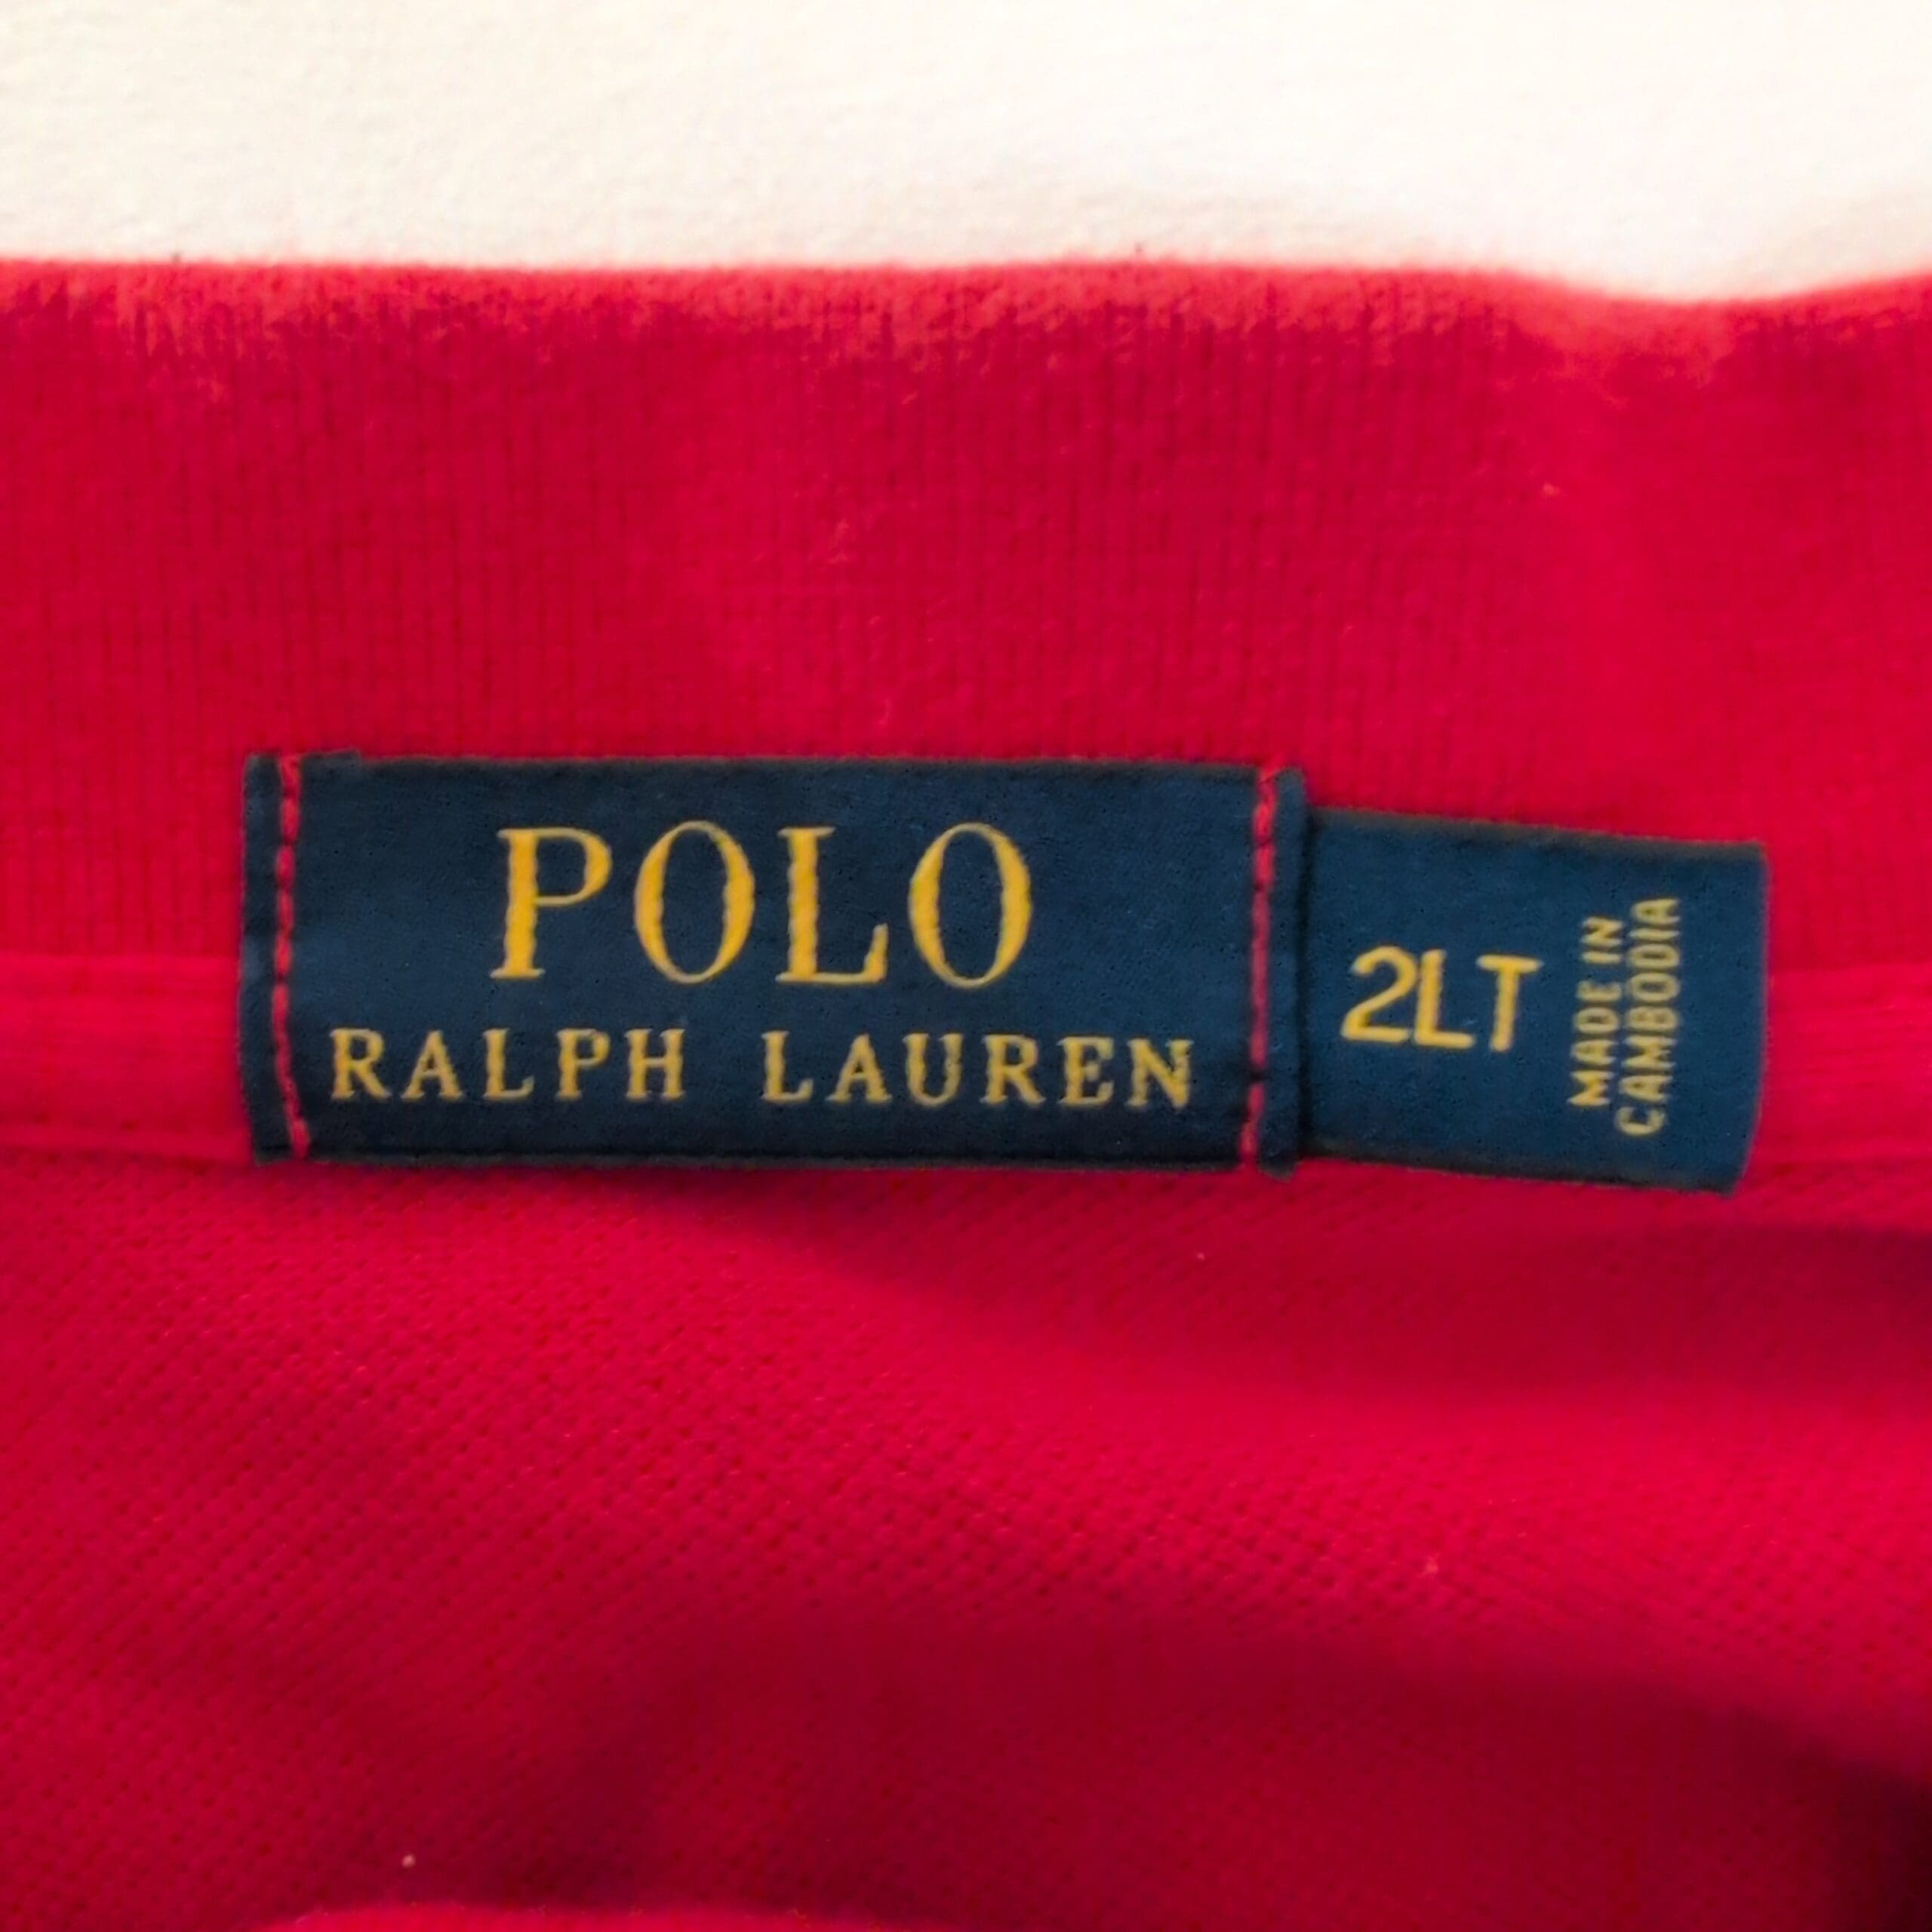 POLO
RALPH LAUREN
2LT
MADE IN
CAMBODIA